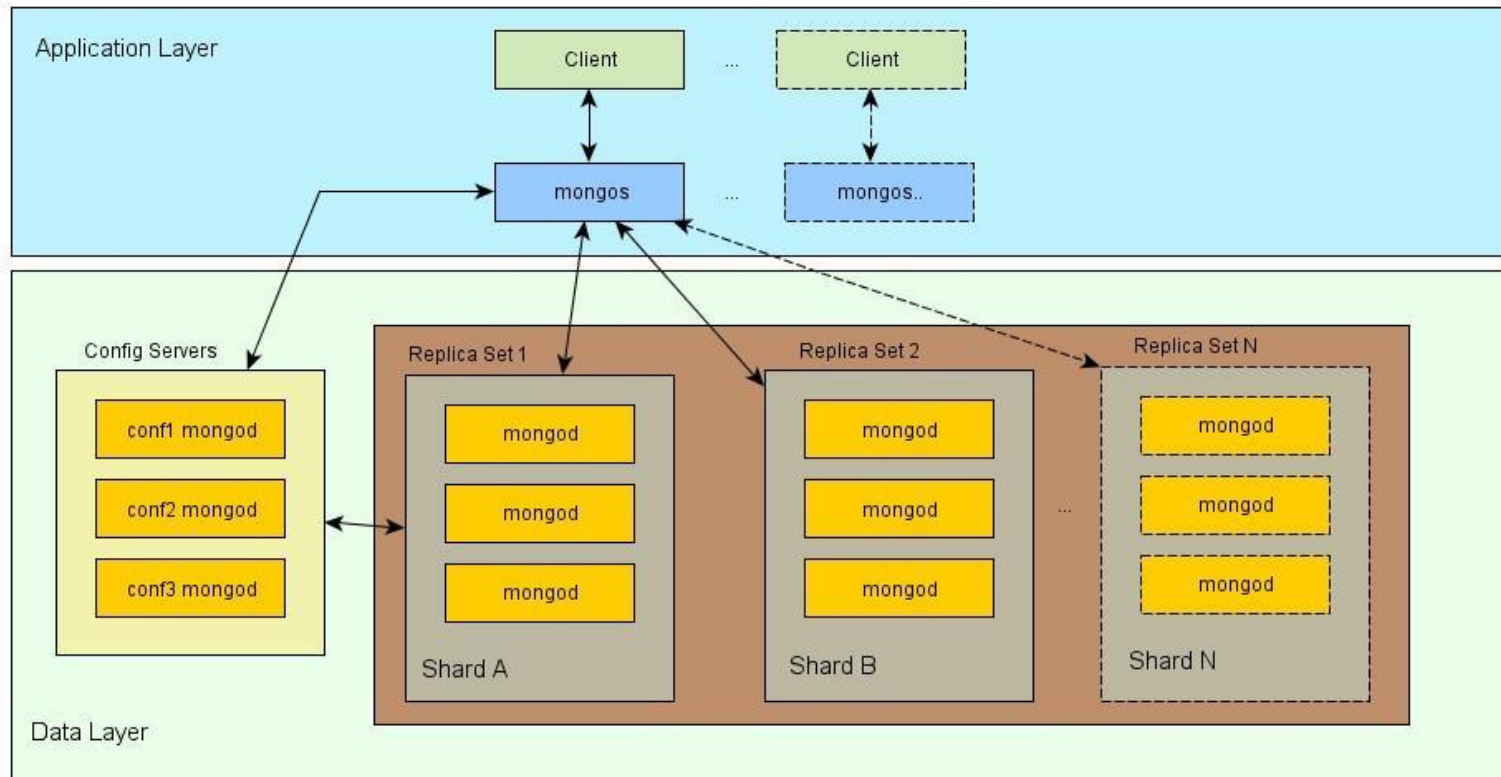 Application Layer
Client
...
Client
mongos
...
mongos..
Config Servers
conf1 mongod
conf2 mongod
conf3 mongod
Replica Set 1
mongod
mongod
mongod
Shard A
Replica Set 2
mongod
mongod
mongod
Shard B
...
Replica Set N
mongod
mongod
mongod
Shard N
Data Layer